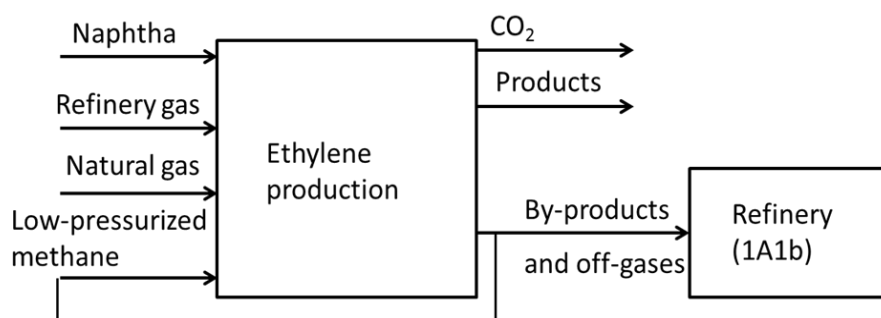 Naphtha
Refinery gas
Natural gas
Low-pressurized
methane
Ethylene
production
CO₂
Products
By-products
and off-gases
Refinery
(1A1b)